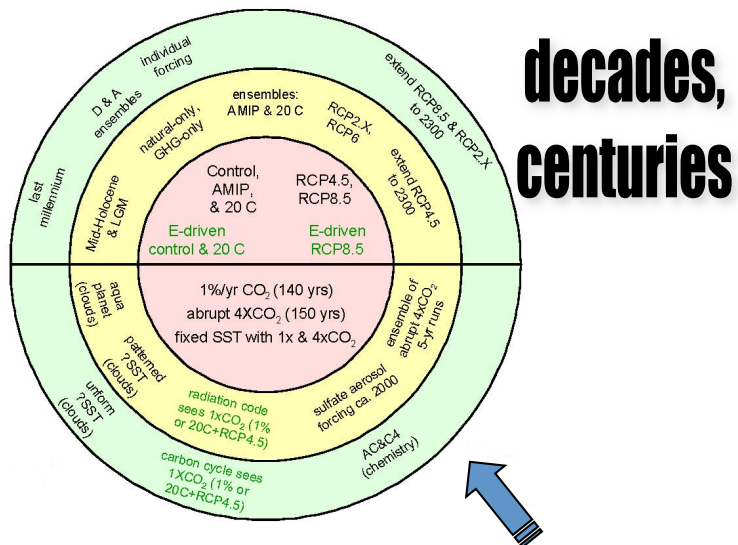 decades,
centuries
individual
forcing
D & A
ensembles
last
millennium
extend RCP8.5 & RCP2.X
to 2300
ensembles:
AMIP & 20 C
natural-only,
GHG-only
Mid-Holocene
& LGM
RCP2.X,
RCP6
extend RCP4.5
to 2300
Control,
AMIP,
& 20 C
RCP4.5,
RCP8.5
E-driven
control & 20 C
E-driven
RCP8.5
1%/yr CO₂ (140 yrs)
abrupt 4XCO₂ (150 yrs)
fixed SST with 1x & 4xCO₂
aqua
planet
(clouds)
patterned
?SST
(clouds)
unform
?SST
(clouds)
radiation code
sees 1xCO₂ (1%
or 20C+RCP4.5)
sulfate aerosol
forcing ca. 2000
ensemble of
abrupt 4xCO₂
5-yr runs
carbon cycle sees
1XCO₂ (1% or
20C+RCP4.5)
AC&C4
(chemistry)